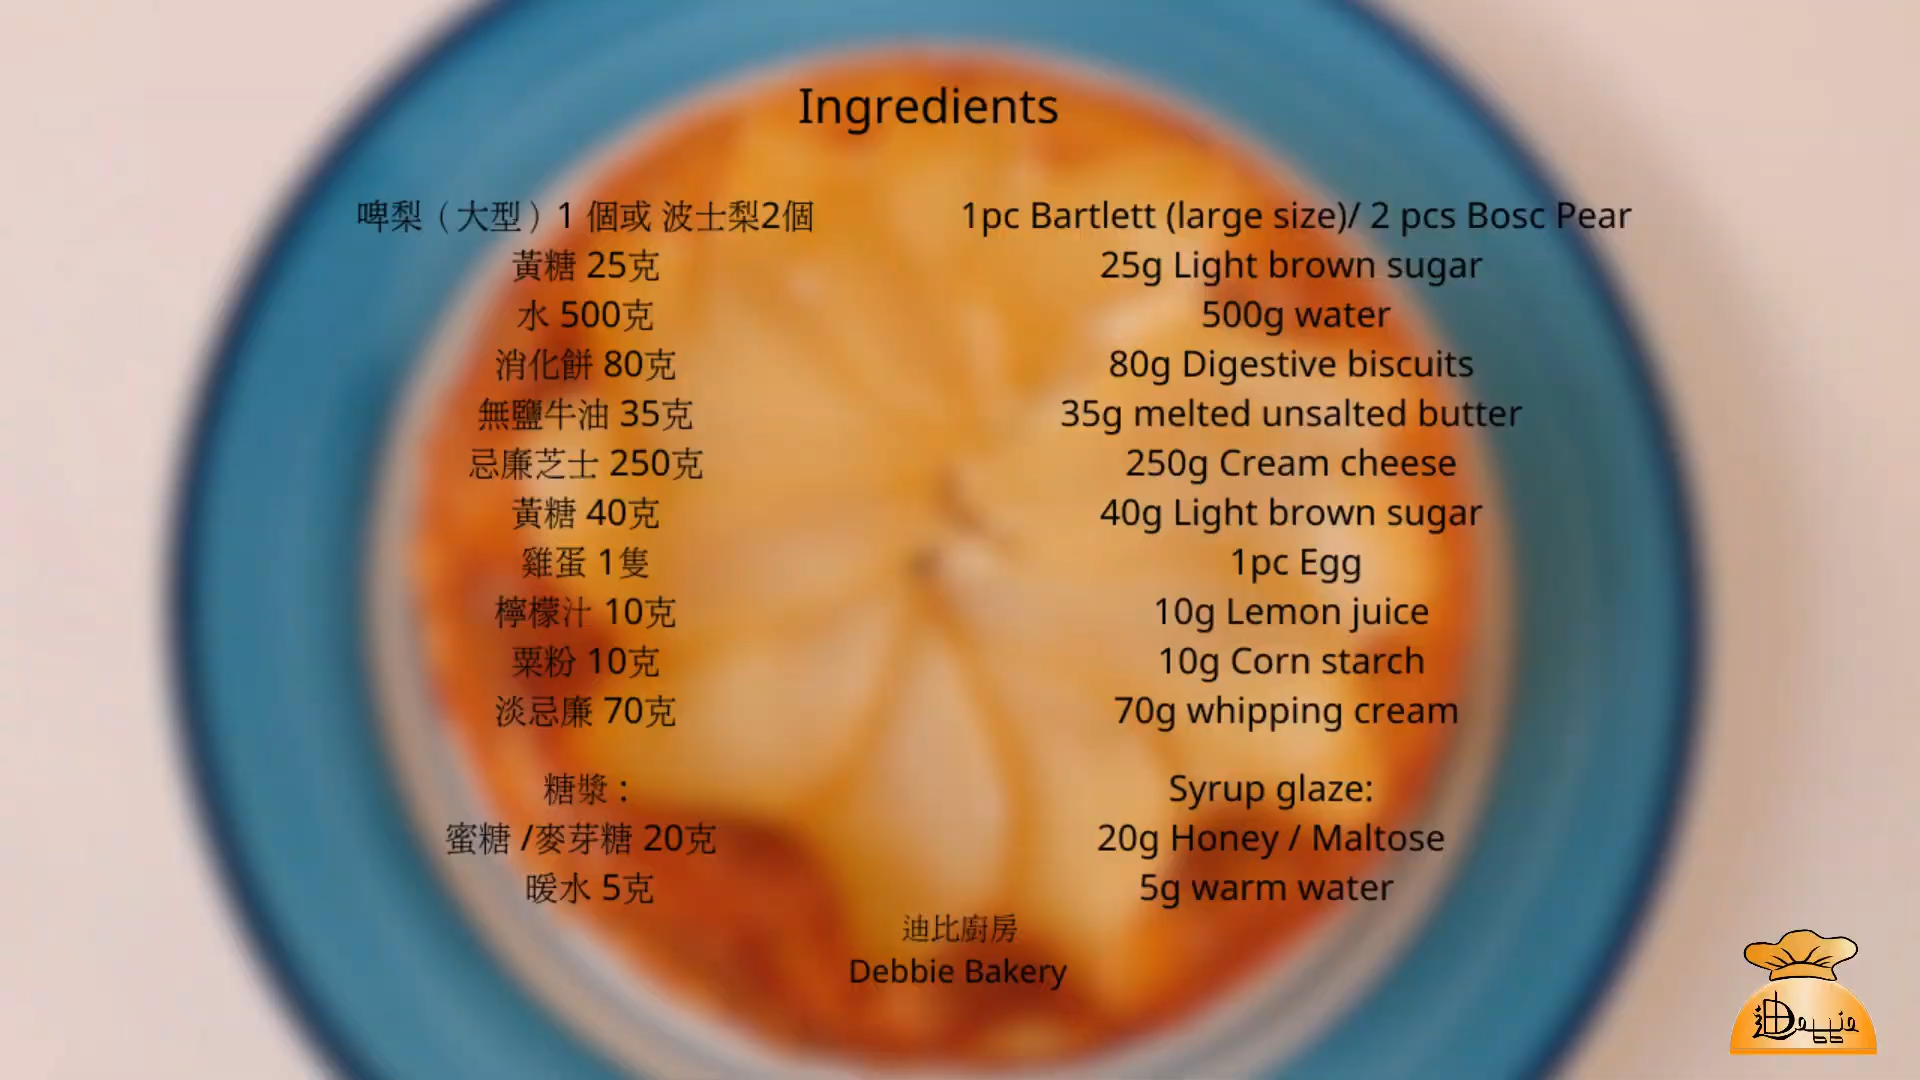 Ingredients
啤梨（大型）1 個或 波士梨2個
黃糖 25克
水 500克
消化餅 80克
無鹽牛油 35克
忌廉芝士 250克
黃糖 40克
雞蛋 1隻
檸檬汁 10克
粟粉 10克
淡忌廉 70克
糖漿：
蜜糖 /麥芽糖 20克
暖水 5克
1pc Bartlett (large size)/ 2 pcs Bosc Pear
25g Light brown sugar
500g water
80g Digestive biscuits
35g melted unsalted butter
250g Cream cheese
40g Light brown sugar
1pc Egg
10g Lemon juice
10g Corn starch
70g whipping cream
Syrup glaze:
20g Honey / Maltose
5g warm water
迪比廚房
Debbie Bakery